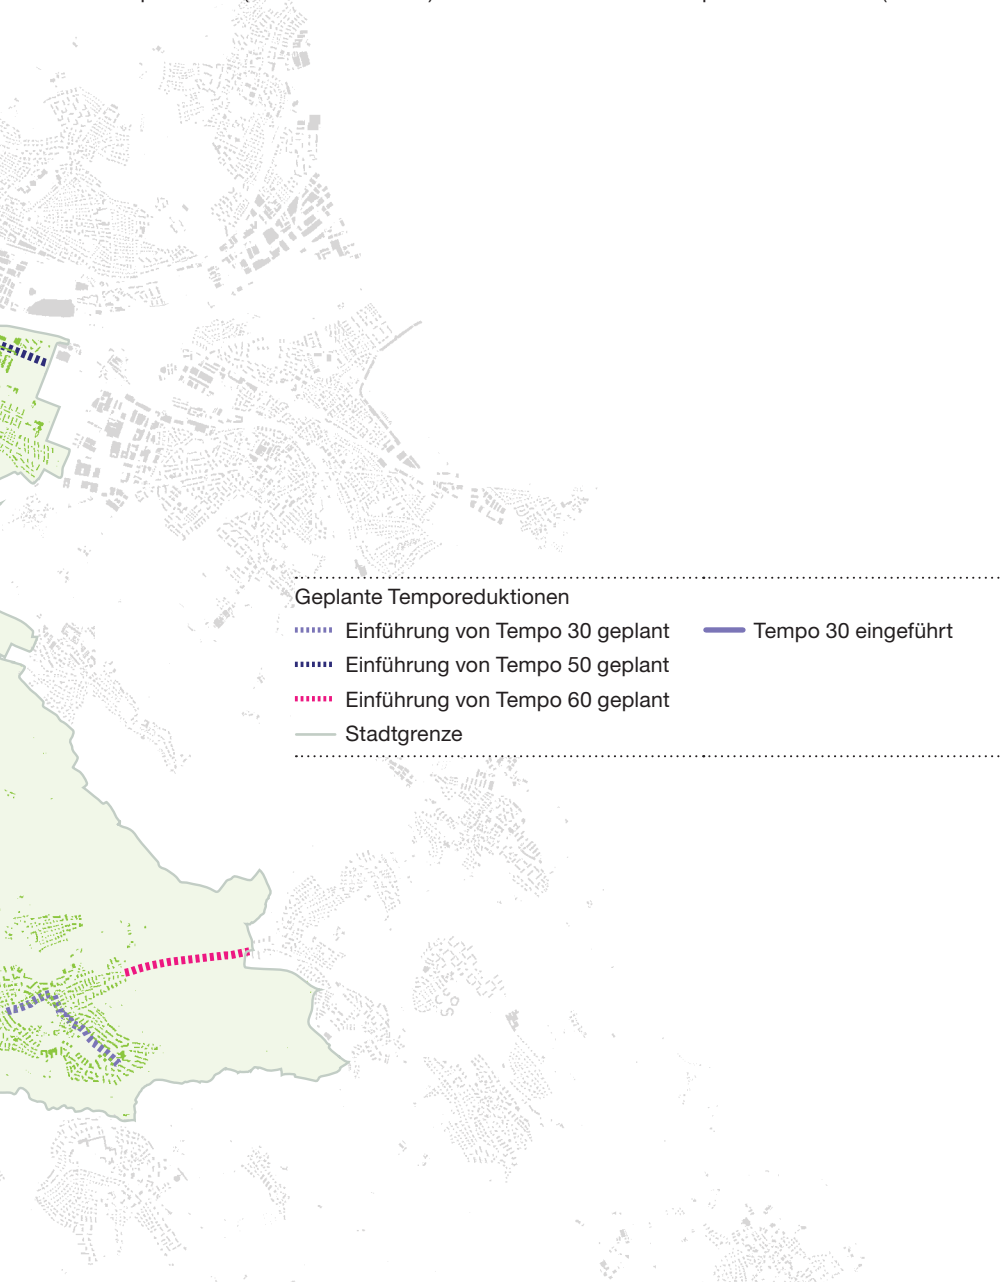 Geplante Temporeduktionen
Einführung von Tempo 30 geplant
Tempo 30 eingeführt
Einführung von Tempo 50 geplant
Einführung von Tempo 60 geplant
Stadtgrenze